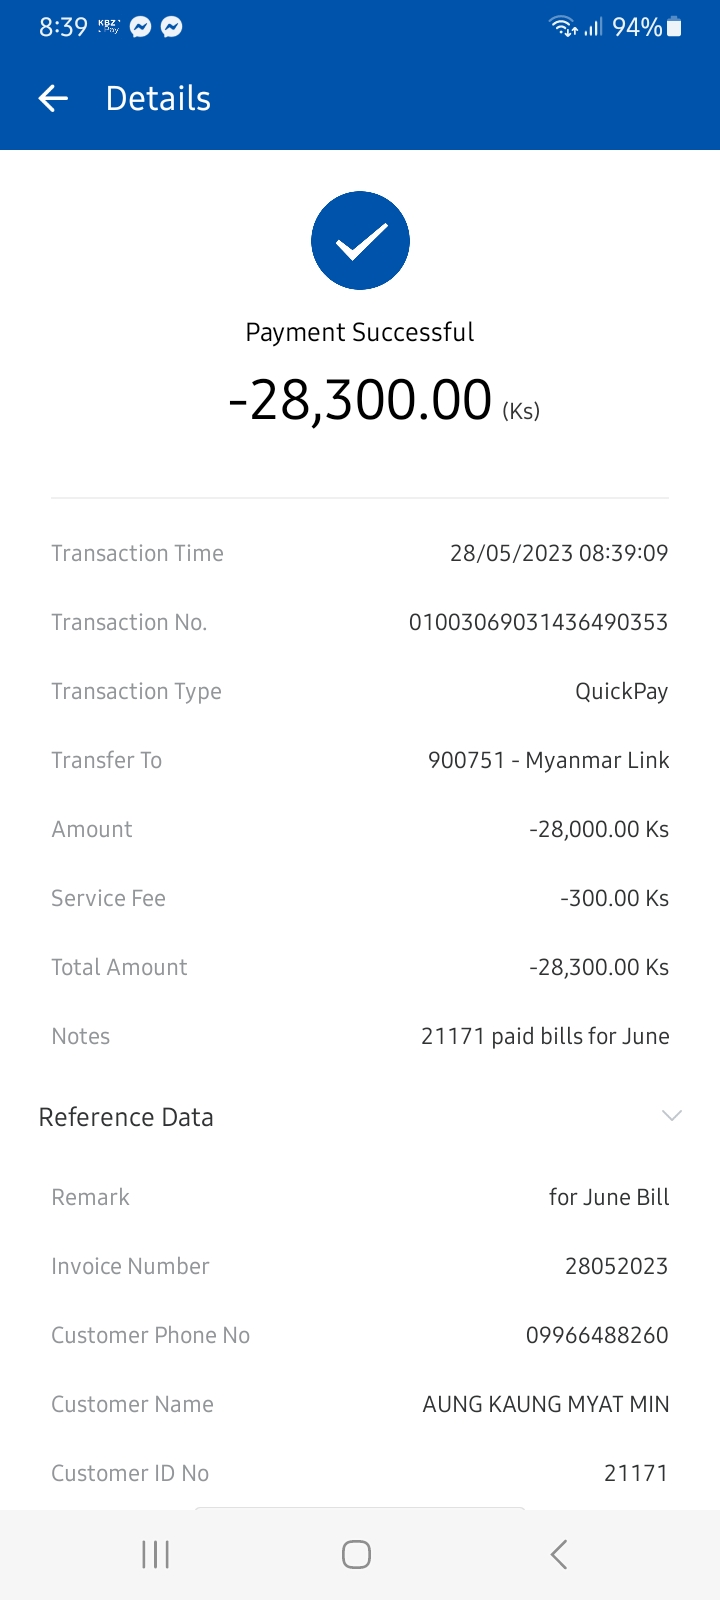 8:39 KBZ Pay 94%
Details
Payment Successful
-28,300.00 (Ks)
Transaction Time 28/05/2023 08:39:09
Transaction No. 01003069031436490353
Transaction Type QuickPay
Transfer To 900751 - Myanmar Link
Amount -28,000.00 Ks
Service Fee -300.00 Ks
Total Amount -28,300.00 Ks
Notes 21171 paid bills for June
Reference Data
Remark for June Bill
Invoice Number 28052023
Customer Phone No 09966488260
Customer Name AUNG KAUNG MYAT MIN
Customer ID No 21171